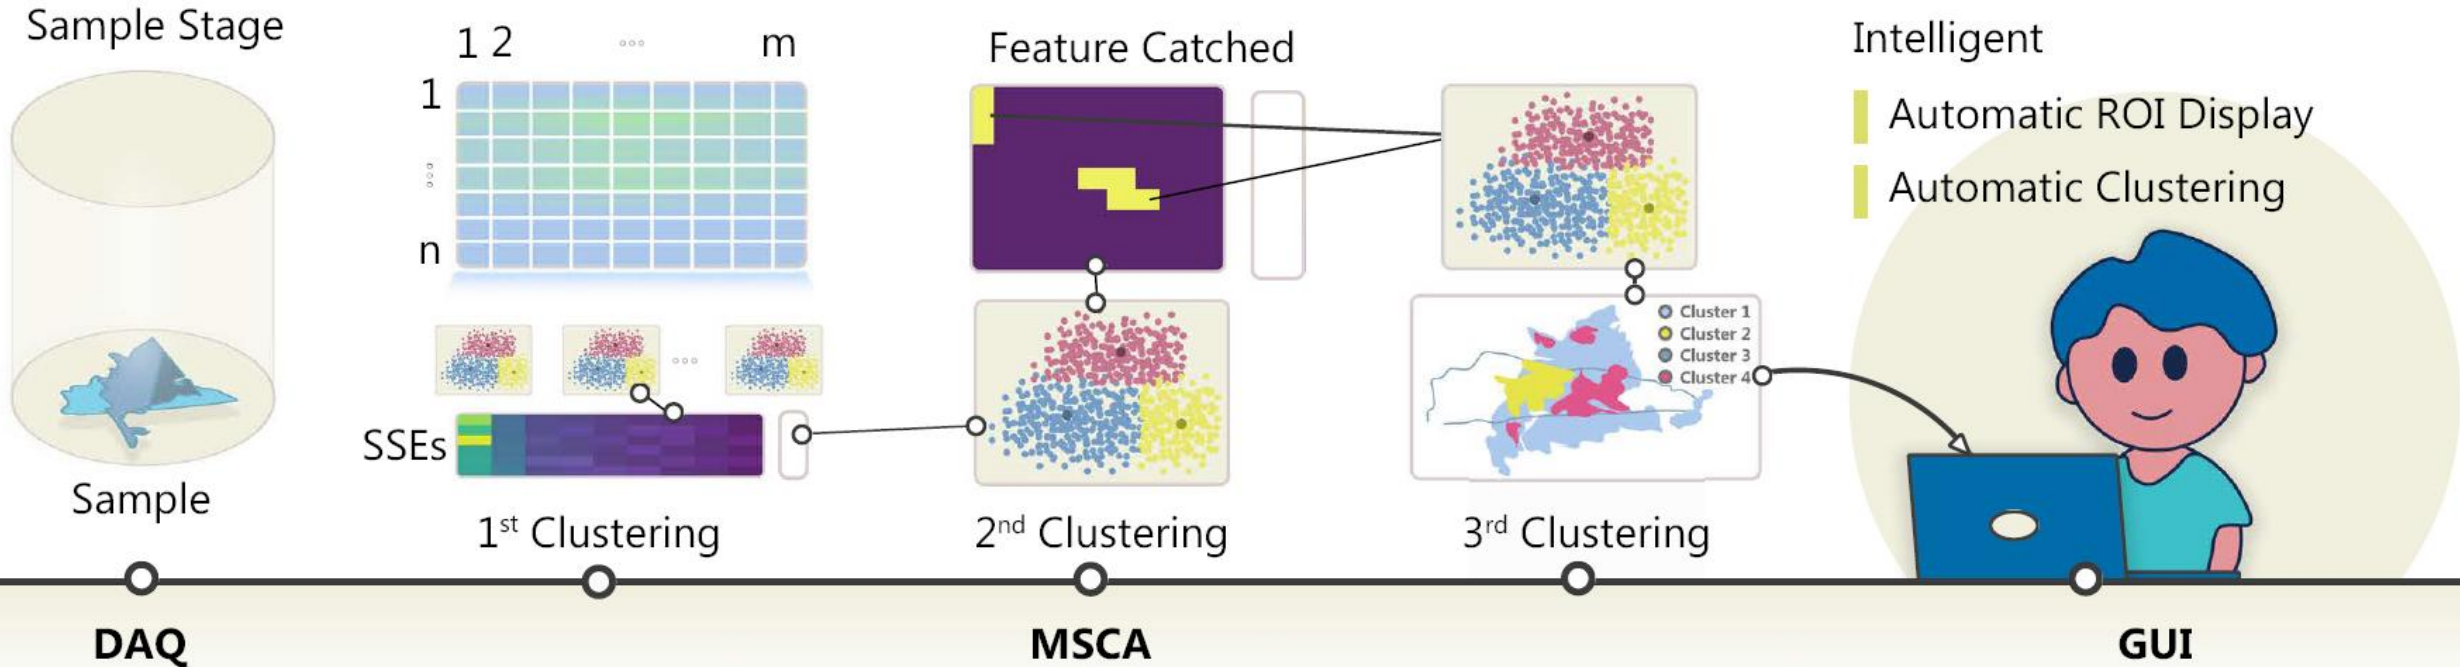 Sample Stage
Sample
1 2 ... m
1
n
SSEs
1st Clustering
Feature Catched
2nd Clustering
Cluster 1
Cluster 2
Cluster 3
Cluster 4
3rd Clustering
Intelligent
Automatic ROI Display
Automatic Clustering
DAQ
MSCA
GUI